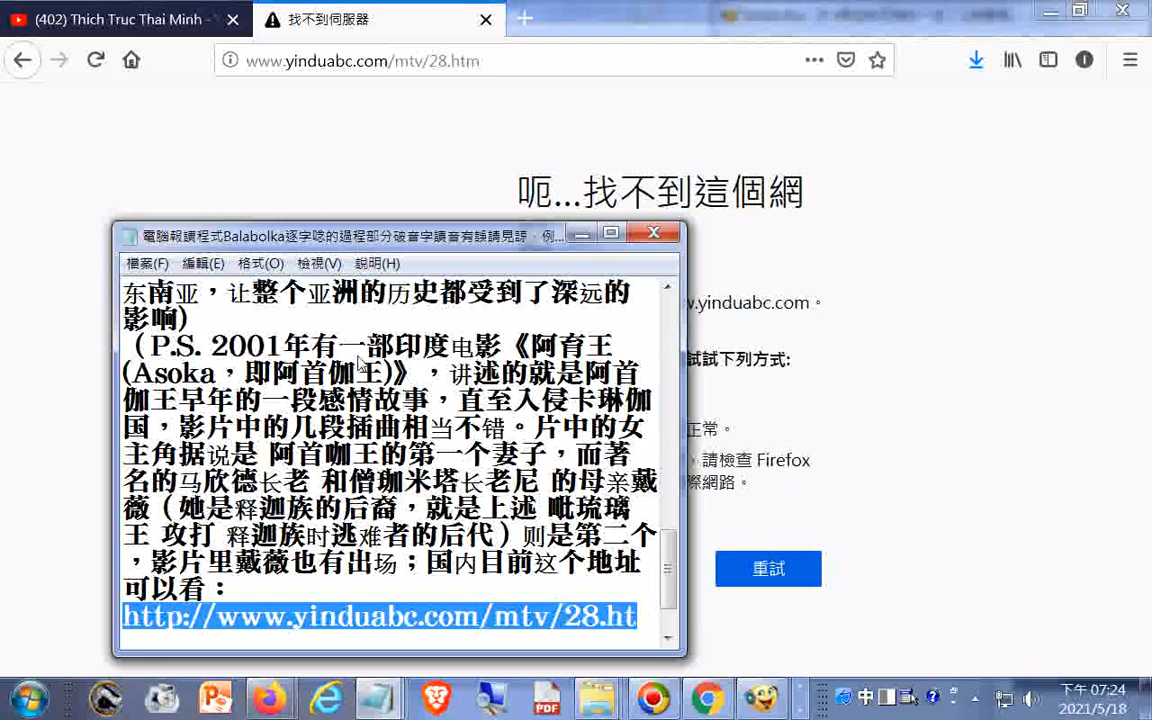 (402) Thich Truc Thai Minh -
找不到伺服器
www.yinduabc.com/mtv/28.htm
呃...找不到這個網
w.yinduabc.com。
試試下列方式:
正常。
請檢查 Firefox
際網路。
重試
電腦報讀程式Balabolka逐字唸的過程部分破音字讀音有誤請見諒，例...
檔案(F) 編輯(E) 格式(O) 檢視(V) 說明(H)
东南亚，让整个亚洲的历史都受到了深远的
影响)
（P.S. 2001年有一部印度电影《阿育王
(Asoka，即阿首伽王)》，讲述的就是阿首
伽王早年的一段感情故事，直至入侵卡琳伽
国，影片中的几段插曲相当不错。片中的女
主角据说是 阿首咖王的第一个妻子，而著
名的马欣德长老 和僧珈米塔长老尼 的母亲戴
薇（她是释迦族的后裔，就是上述 毗琉璃
王 攻打 释迦族时逃难者的后代）则是第二个
，影片里戴薇也有出场；国内目前这个地址
可以看：
http://www.yinduabc.com/mtv/28.ht
中
下午 07:24
2021/5/18